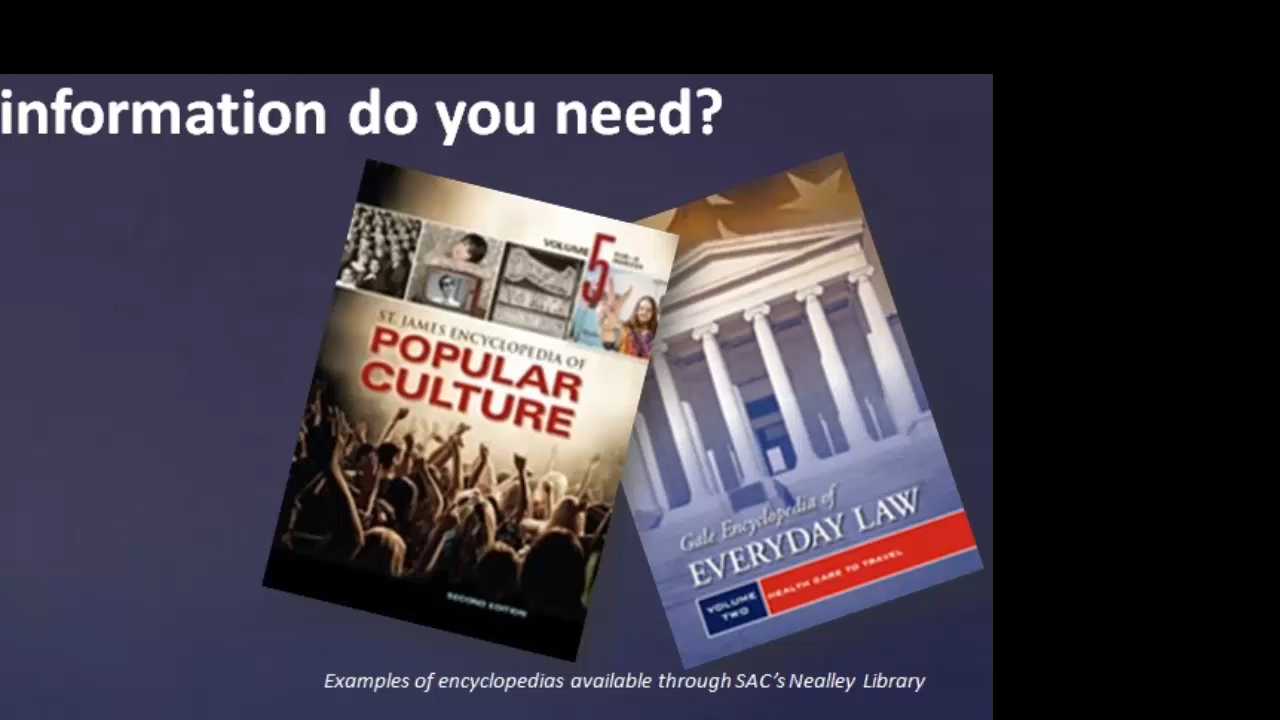 information do you need?
VOLUME 5
ST. JAMES ENCYCLOPEDIA OF
POPULAR
CULTURE
SECOND EDITION
Gale Encyclopedia of
EVERYDAY LAW
VOLUME
TWO
HEALTH CARE TO TRAVEL
Examples of encyclopedias available through SAC's Nealley Library